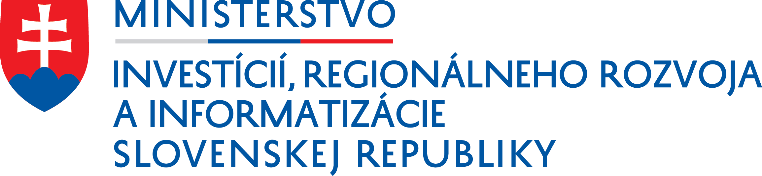 MINISTERSTVO
INVESTÍCIÍ, REGIONÁLNEHO ROZVOJA
A INFORMATIZÁCIE
SLOVENSKEJ REPUBLIKY